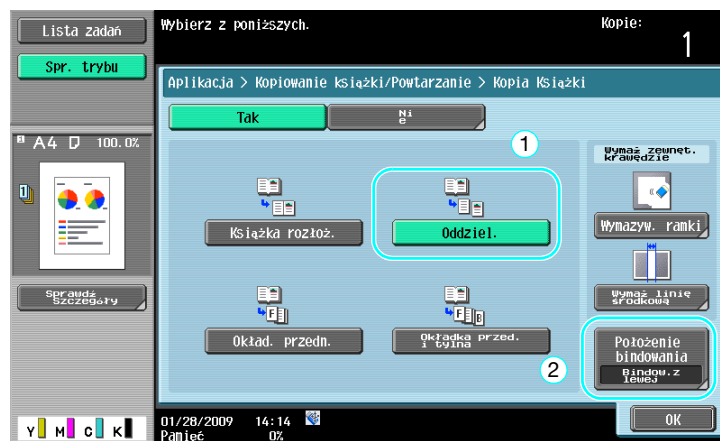 Lista zadań
Spr. trybu
Wybierz z poniższych.
Kopie:
1
Aplikacja > Kopiowanie książki/Powtarzanie > Kopia Książki
Tak
Ni
e
A4 100.0%
1
Sprawdź
Szczegóły
1
Książka rozłoż.
Oddziel.
Okład. przedn.
F
Okładka przed.
i tylna
F B
2
Wymaż zewnęt.
krawędzie
Wymazyw. ramki
Wymaż linię
środkową
Położenie
bindowania
Bindow.z
lewej
Y M C K
01/28/2009 14:14
Pamięć 0%
OK